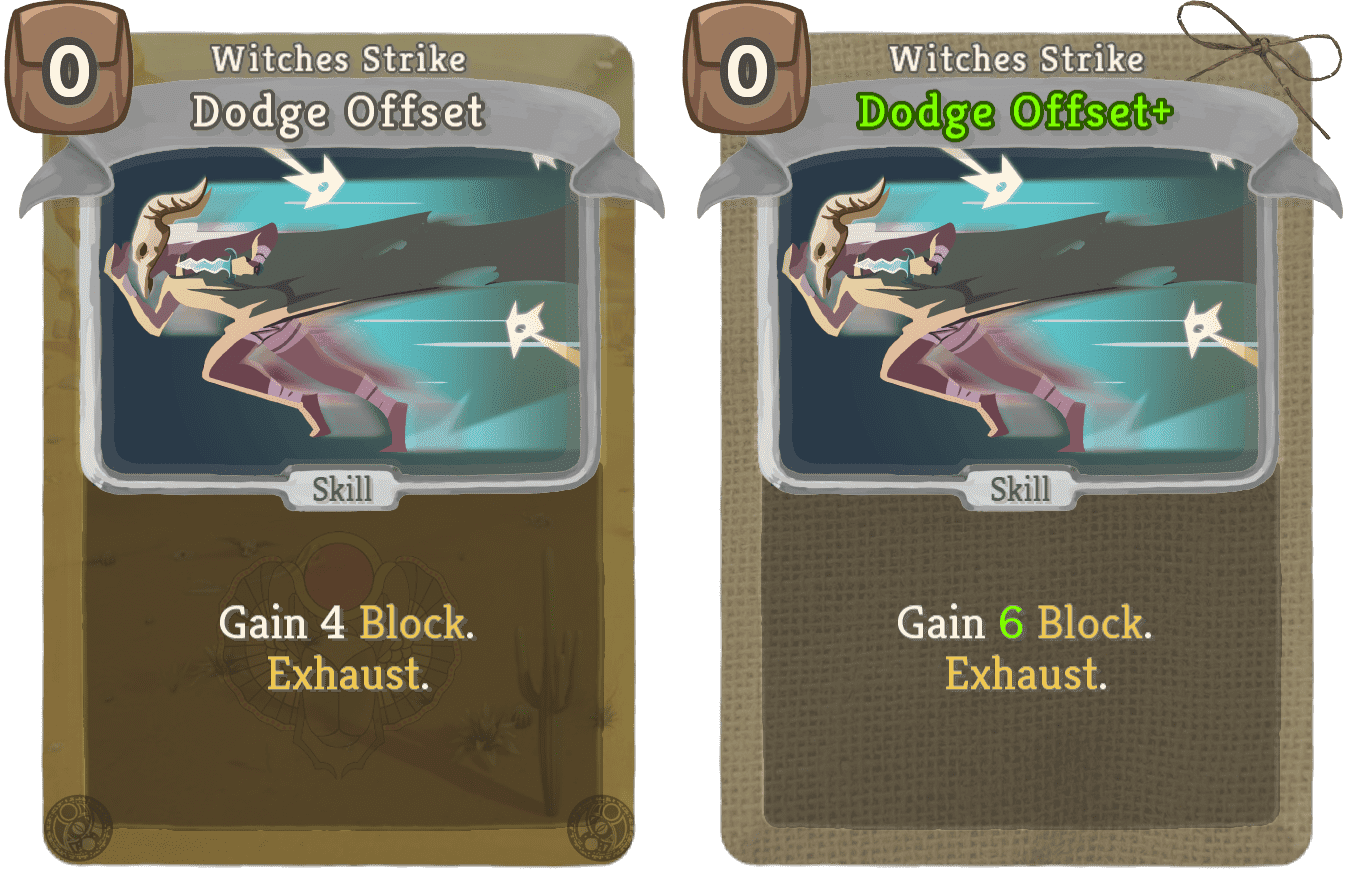 0
Witches Strike
Dodge Offset
Skill
Gain 4 Block.
Exhaust.
0
Witches Strike
Dodge Offset+
Skill
Gain 6 Block.
Exhaust.